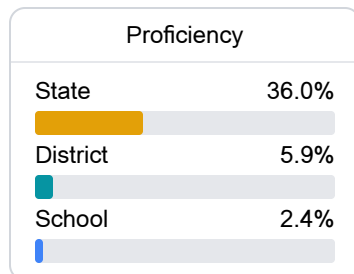 Proficiency
State 36.0%
District 5.9%
School 2.4%